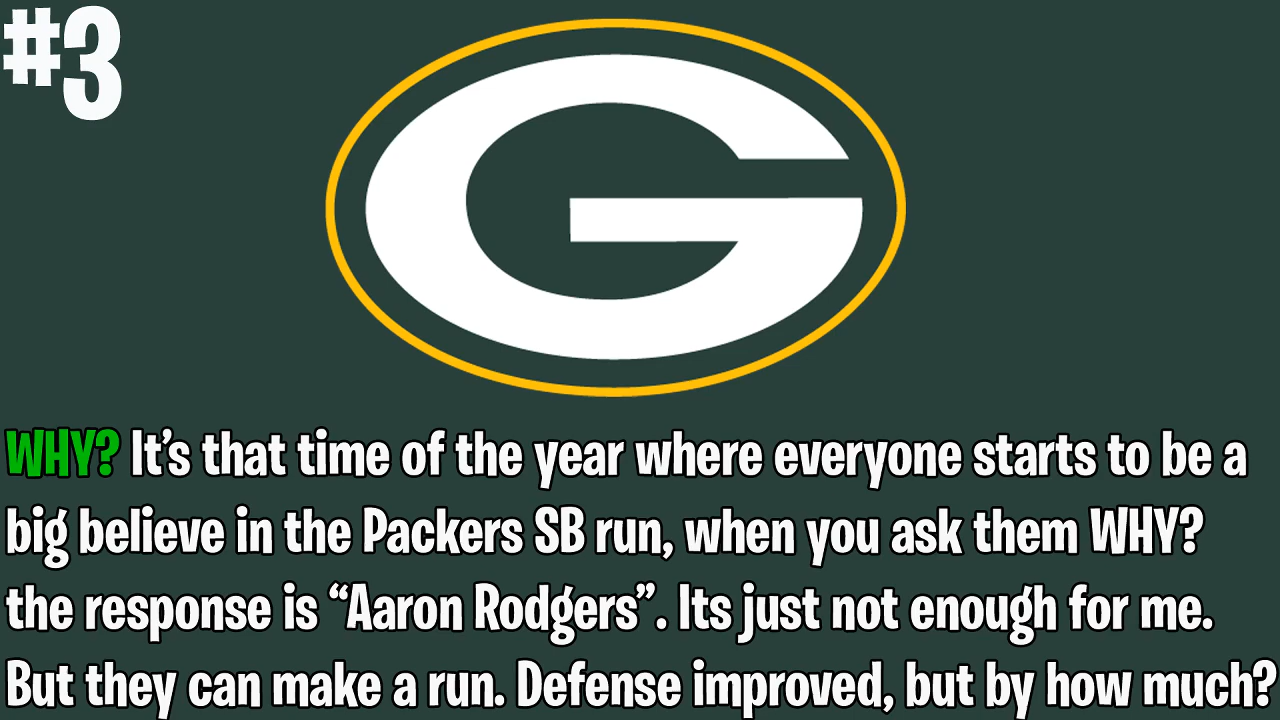 #3
G
WHY? It's that time of the year where everyone starts to be a
big believe in the Packers SB run, when you ask them WHY?
the response is “Aaron Rodgers”. Its just not enough for me.
But they can make a run. Defense improved, but by how much?